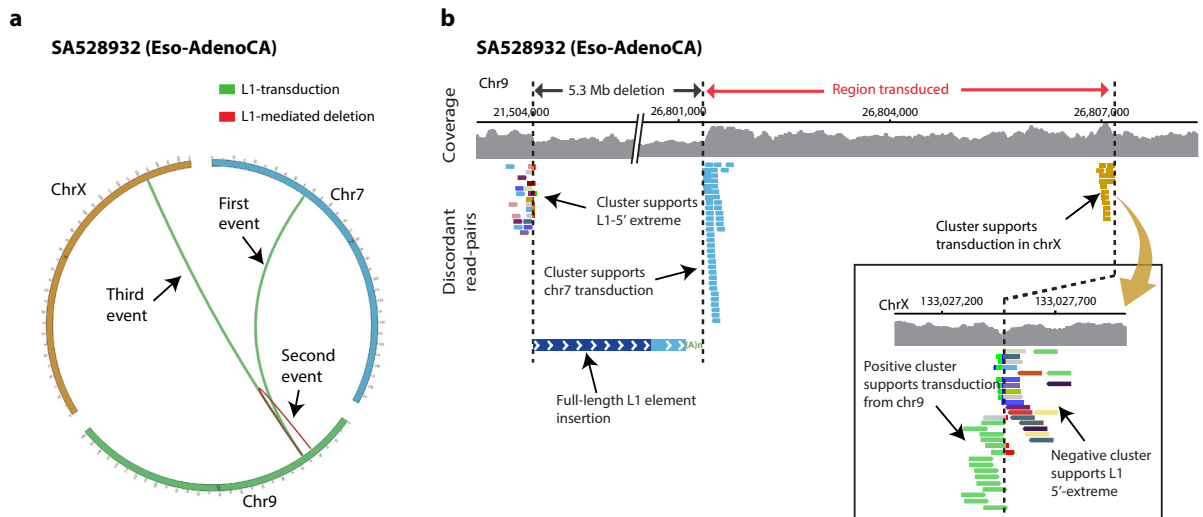 a
SA528932 (Eso-AdenoCA)
L1-transduction
L1-mediated deletion
ChrX
Chr7
First
event
Third
event
Second
event
Chr9
b
SA528932 (Eso-AdenoCA)
Chr9
5.3 Mb deletion
Region transduced
21,504,000
26,801,000
26,804,000
26,807,000
Coverage
Discordant
read-pairs
Cluster supports
L1-5’ extreme
Cluster supports
chr7 transduction
Cluster supports
transduction in chrX
(A)n
Full-length L1 element
insertion
ChrX
133,027,200
133,027,700
Positive cluster
supports transduction
from chr9
Negative cluster
supports L1
5’-extreme